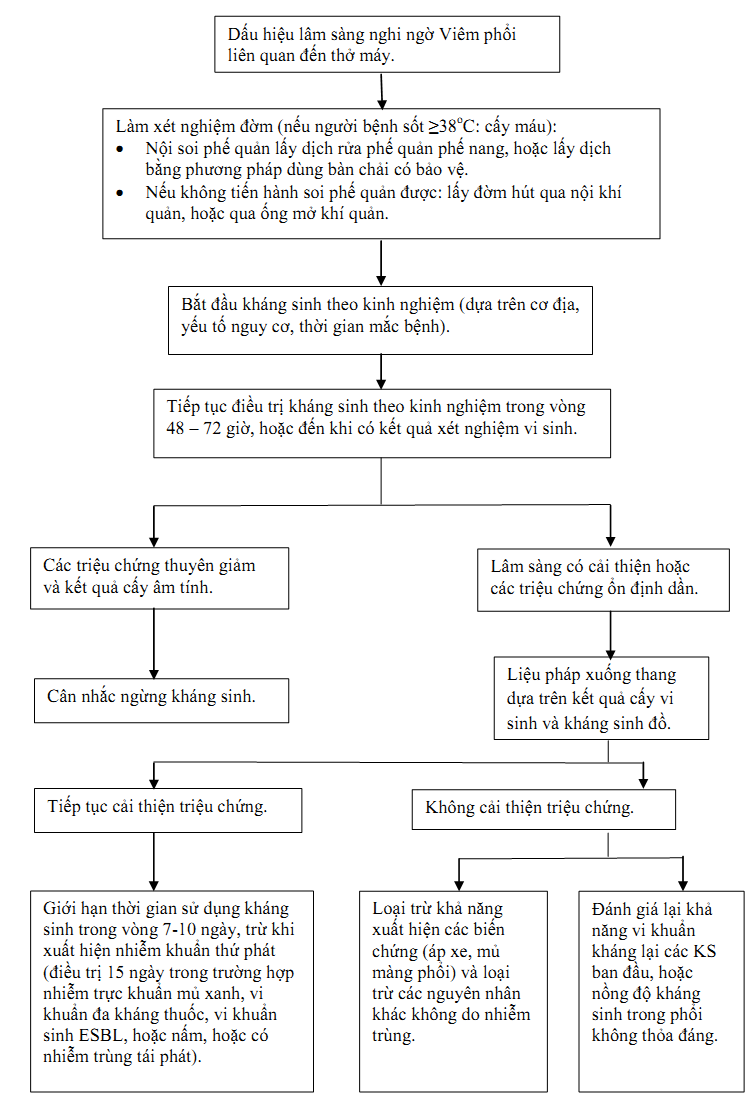 Dấu hiệu lâm sàng nghi ngờ Viêm phổi
liên quan đến thở máy.
Làm xét nghiệm đờm (nếu người bệnh sốt ≥38°C: cấy máu):
• Nội soi phế quản lấy dịch rửa phế quản phế nang, hoặc lấy dịch
bằng phương pháp dùng bàn chải có bảo vệ.
• Nếu không tiến hành soi phế quản được: lấy đờm hút qua nội khí
quản, hoặc qua ống mở khí quản.
Bắt đầu kháng sinh theo kinh nghiệm (dựa trên cơ địa,
yếu tố nguy cơ, thời gian mắc bệnh).
Tiếp tục điều trị kháng sinh theo kinh nghiệm trong vòng
48 – 72 giờ, hoặc đến khi có kết quả xét nghiệm vi sinh.
Các triệu chứng thuyên giảm
và kết quả cấy âm tính.
Lâm sàng có cải thiện hoặc
các triệu chứng ổn định dần.
Cân nhắc ngừng kháng sinh.
Liệu pháp xuống thang
dựa trên kết quả cấy vi
sinh và kháng sinh đồ.
Tiếp tục cải thiện triệu chứng.
Không cải thiện triệu chứng.
Giới hạn thời gian sử dụng kháng
sinh trong vòng 7-10 ngày, trừ khi
xuất hiện nhiễm khuẩn thứ phát
(điều trị 15 ngày trong trường hợp
nhiễm trực khuẩn mủ xanh, vi
khuẩn đa kháng thuốc, vi khuẩn
sinh ESBL, hoặc nấm, hoặc có
nhiễm trùng tái phát).
Loại trừ khả năng
xuất hiện các biến
chứng (áp xe, mủ
màng phổi) và loại
trừ các nguyên nhân
khác không do nhiễm
trùng.
Đánh giá lại khả
năng vi khuẩn
kháng lại các KS
ban đầu, hoặc
nồng độ kháng
sinh trong phổi
không thỏa đáng.